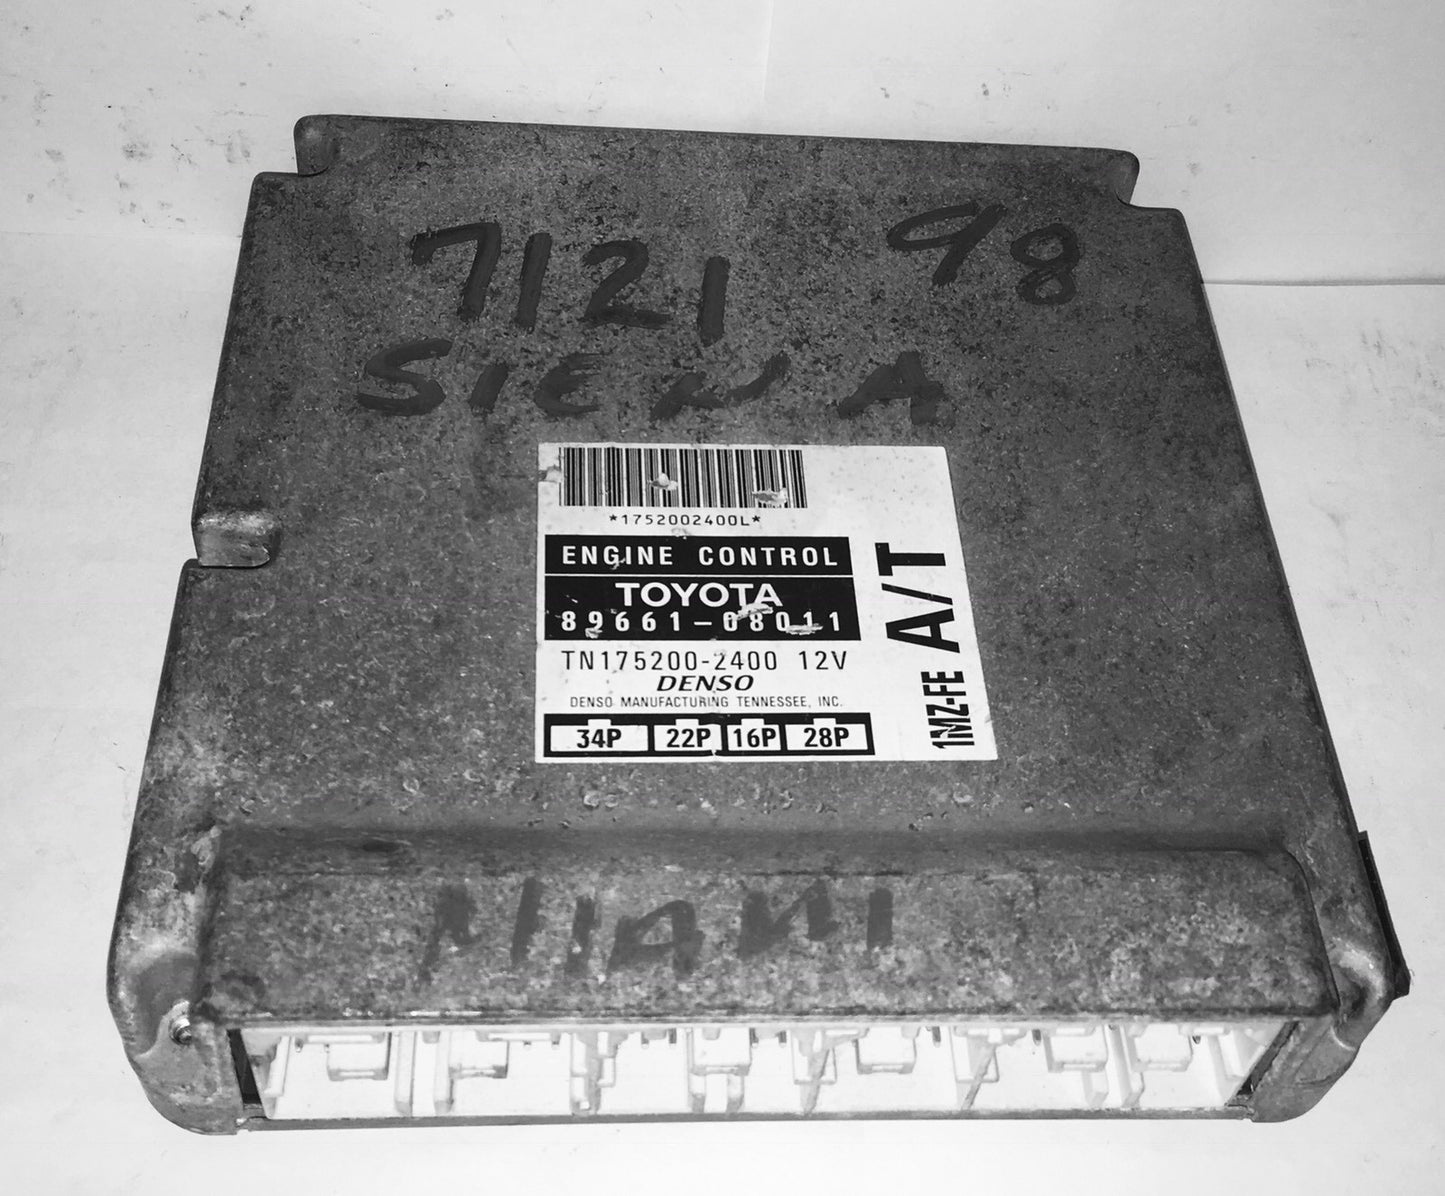 7121 98
SIENNA
*1752002400L*
ENGINE CONTROL
TOYOTA
89661-08011
TN175200-2400 12V
DENSO
DENSO MANUFACTURING TENNESSEE, INC.
34P 22P 16P 28P
1MZ-FE A/T
MIAMI